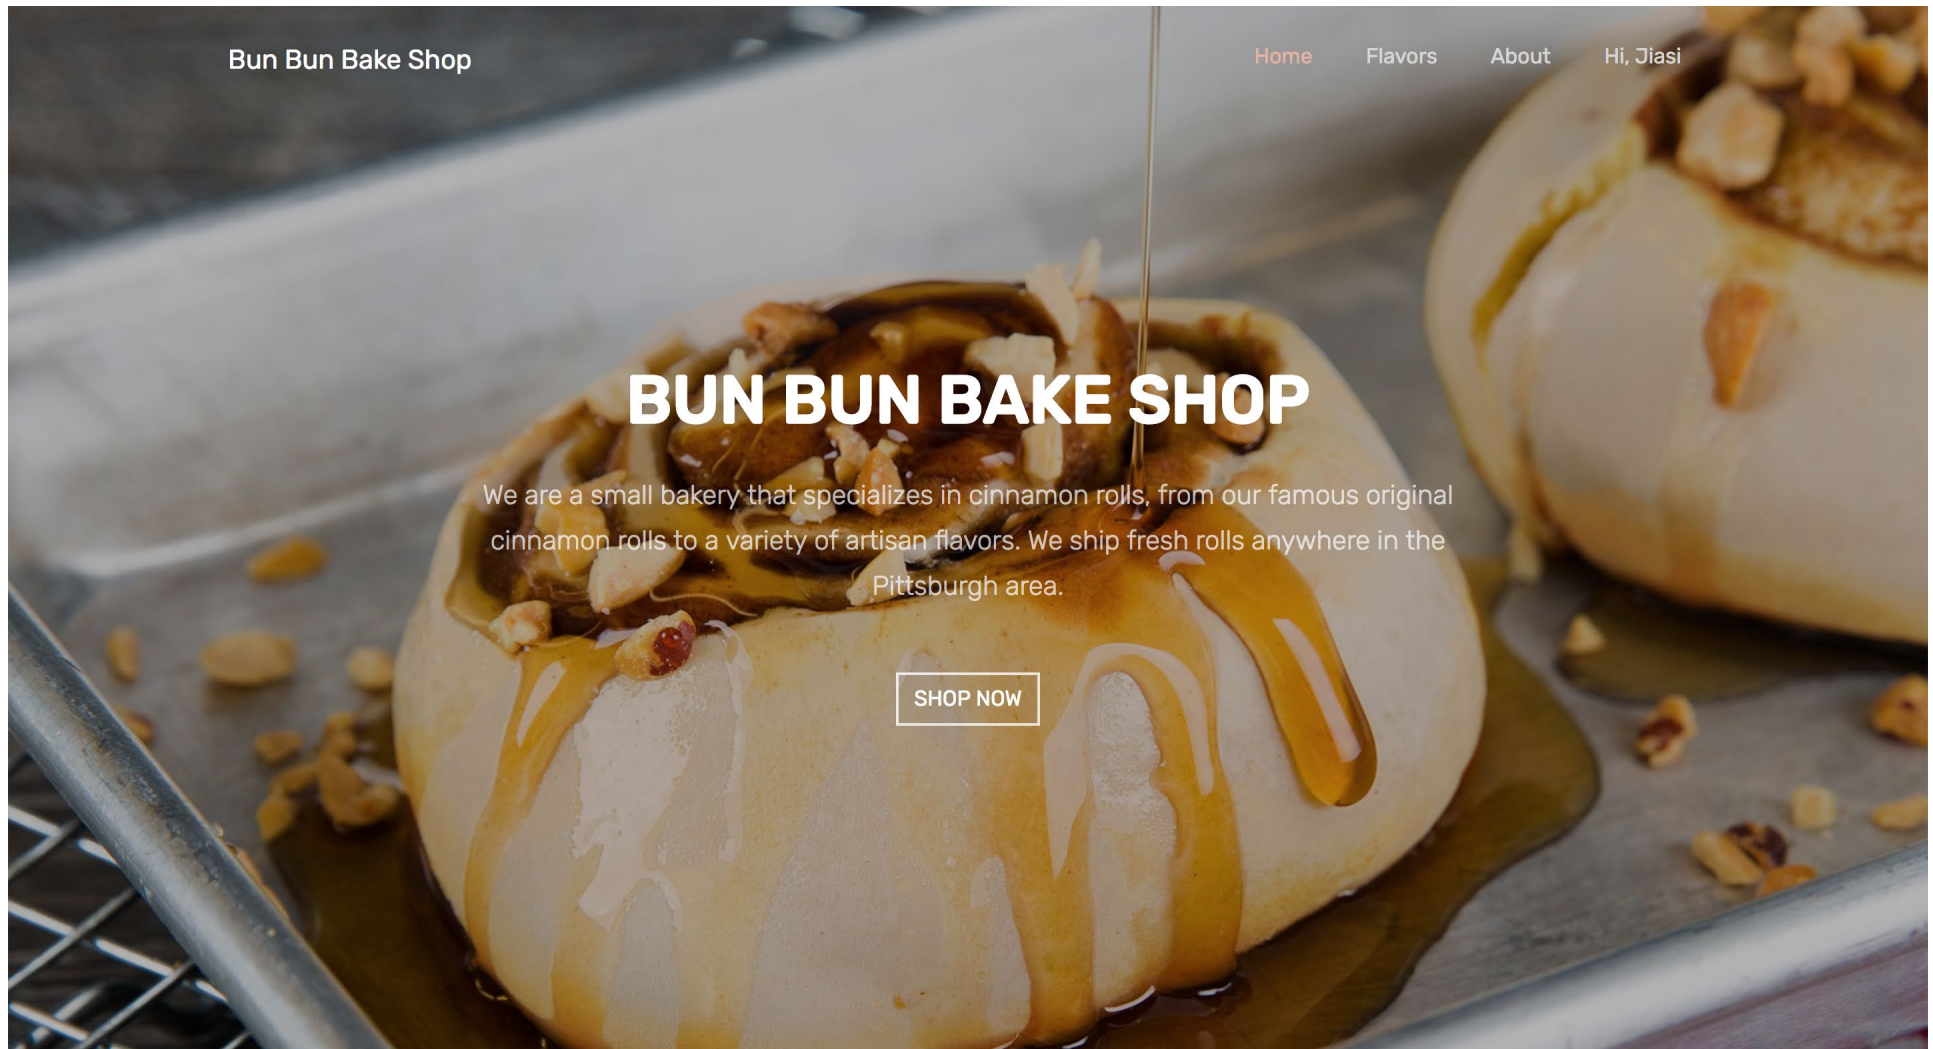 Bun Bun Bake Shop
Home Flavors About Hi, Jiasi
BUN BUN BAKE SHOP
We are a small bakery that specializes in cinnamon rolls, from our famous original
cinnamon rolls to a variety of artisan flavors. We ship fresh rolls anywhere in the
Pittsburgh area.
SHOP NOW